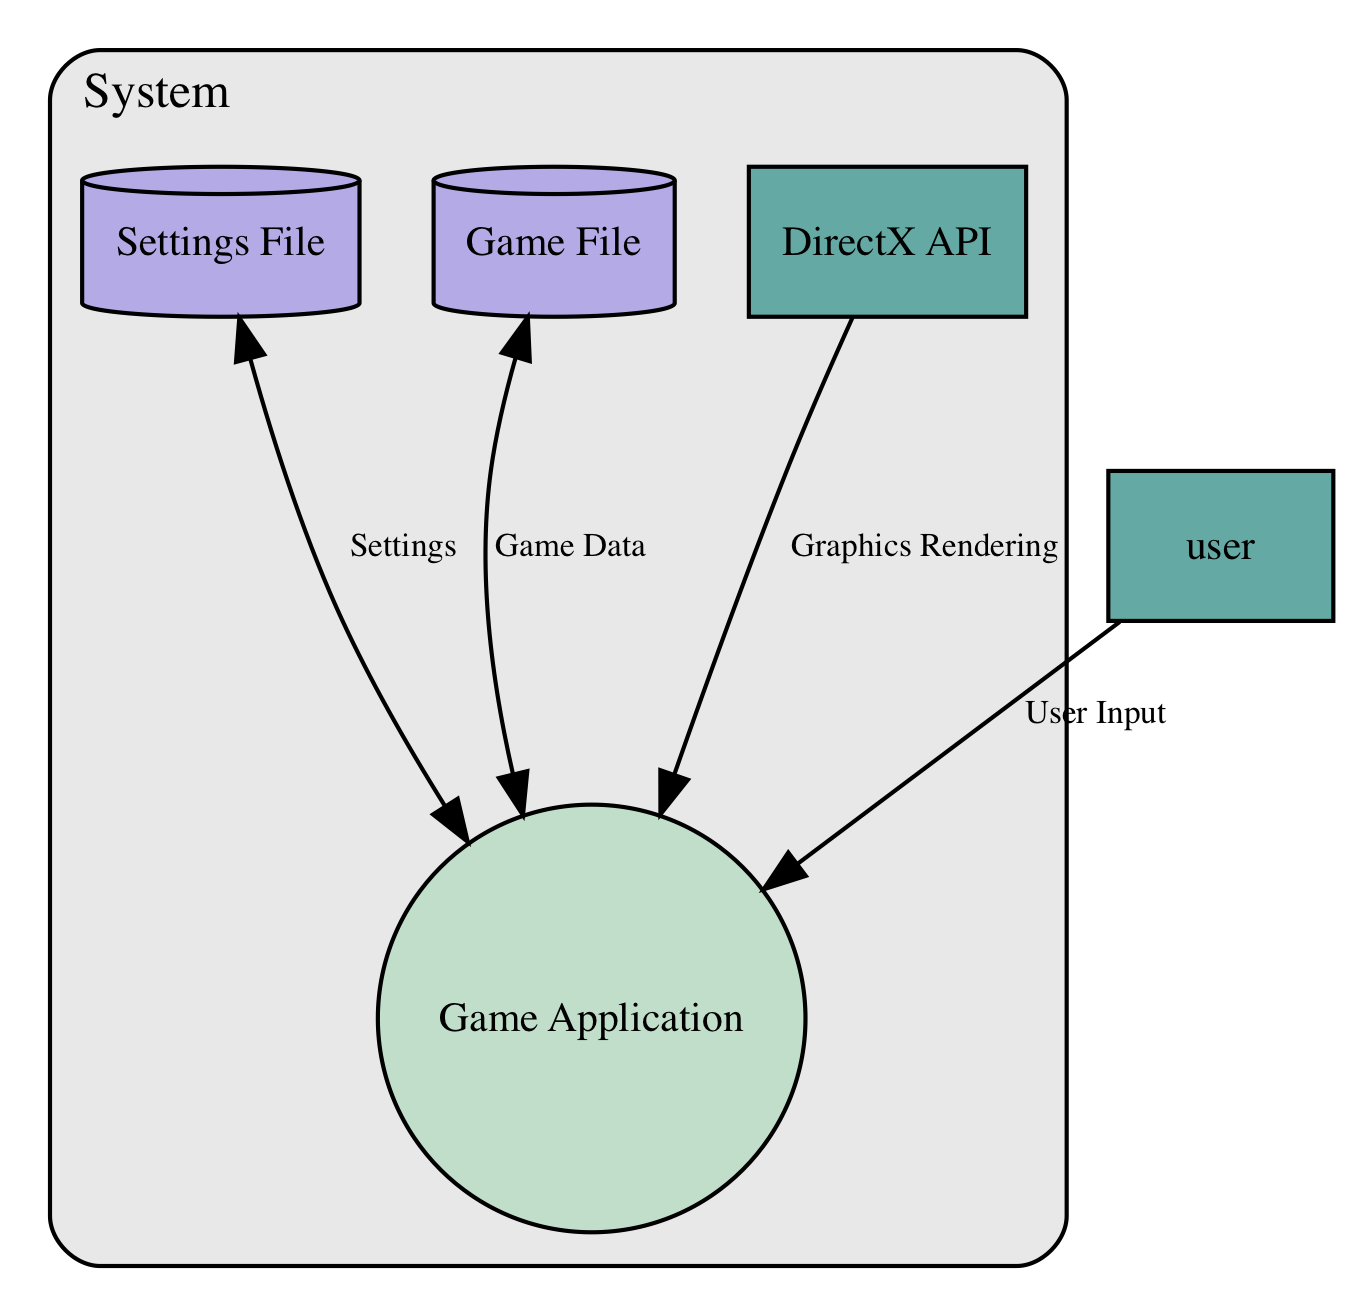 System
Settings File
Game File
DirectX API
Settings
Game Data
Graphics Rendering
user
User Input
Game Application